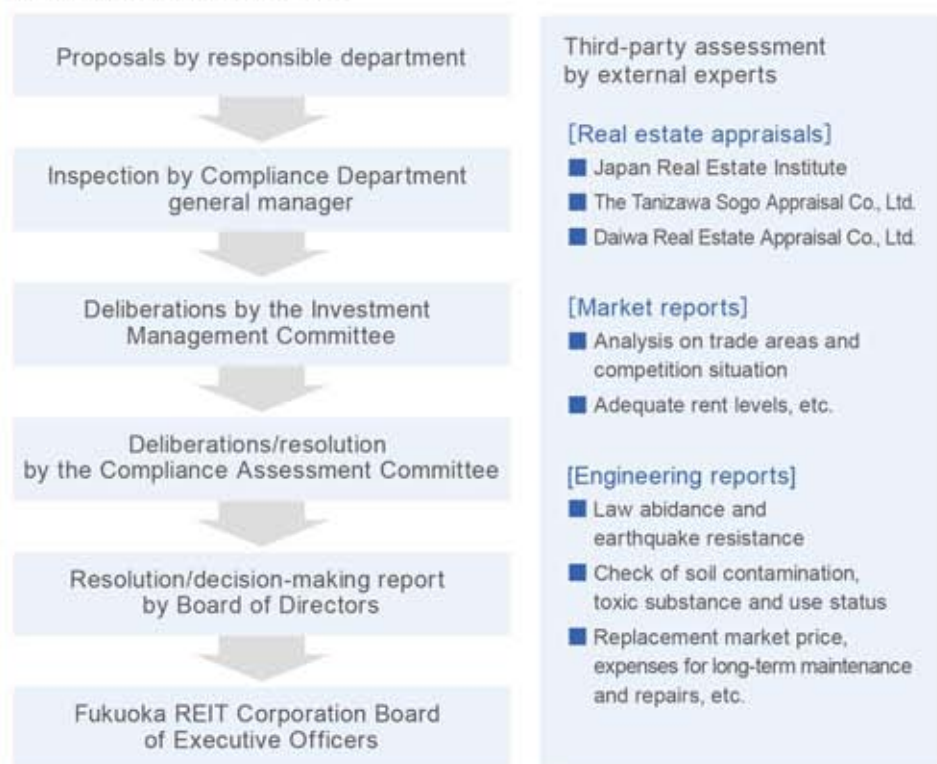 Proposals by responsible department
Inspection by Compliance Department
general manager
Deliberations by the Investment
Management Committee
Deliberations/resolution
by the Compliance Assessment Committee
Resolution/decision-making report
by Board of Directors
Fukuoka REIT Corporation Board
of Executive Officers
Third-party assessment
by external experts
[Real estate appraisals]
Japan Real Estate Institute
The Tanizawa Sogo Appraisal Co., Ltd.
Daiwa Real Estate Appraisal Co., Ltd.
[Market reports]
Analysis on trade areas and
competition situation
Adequate rent levels, etc.
[Engineering reports]
Law abidance and
earthquake resistance
Check of soil contamination,
toxic substance and use status
Replacement market price,
expenses for long-term maintenance
and repairs, etc.